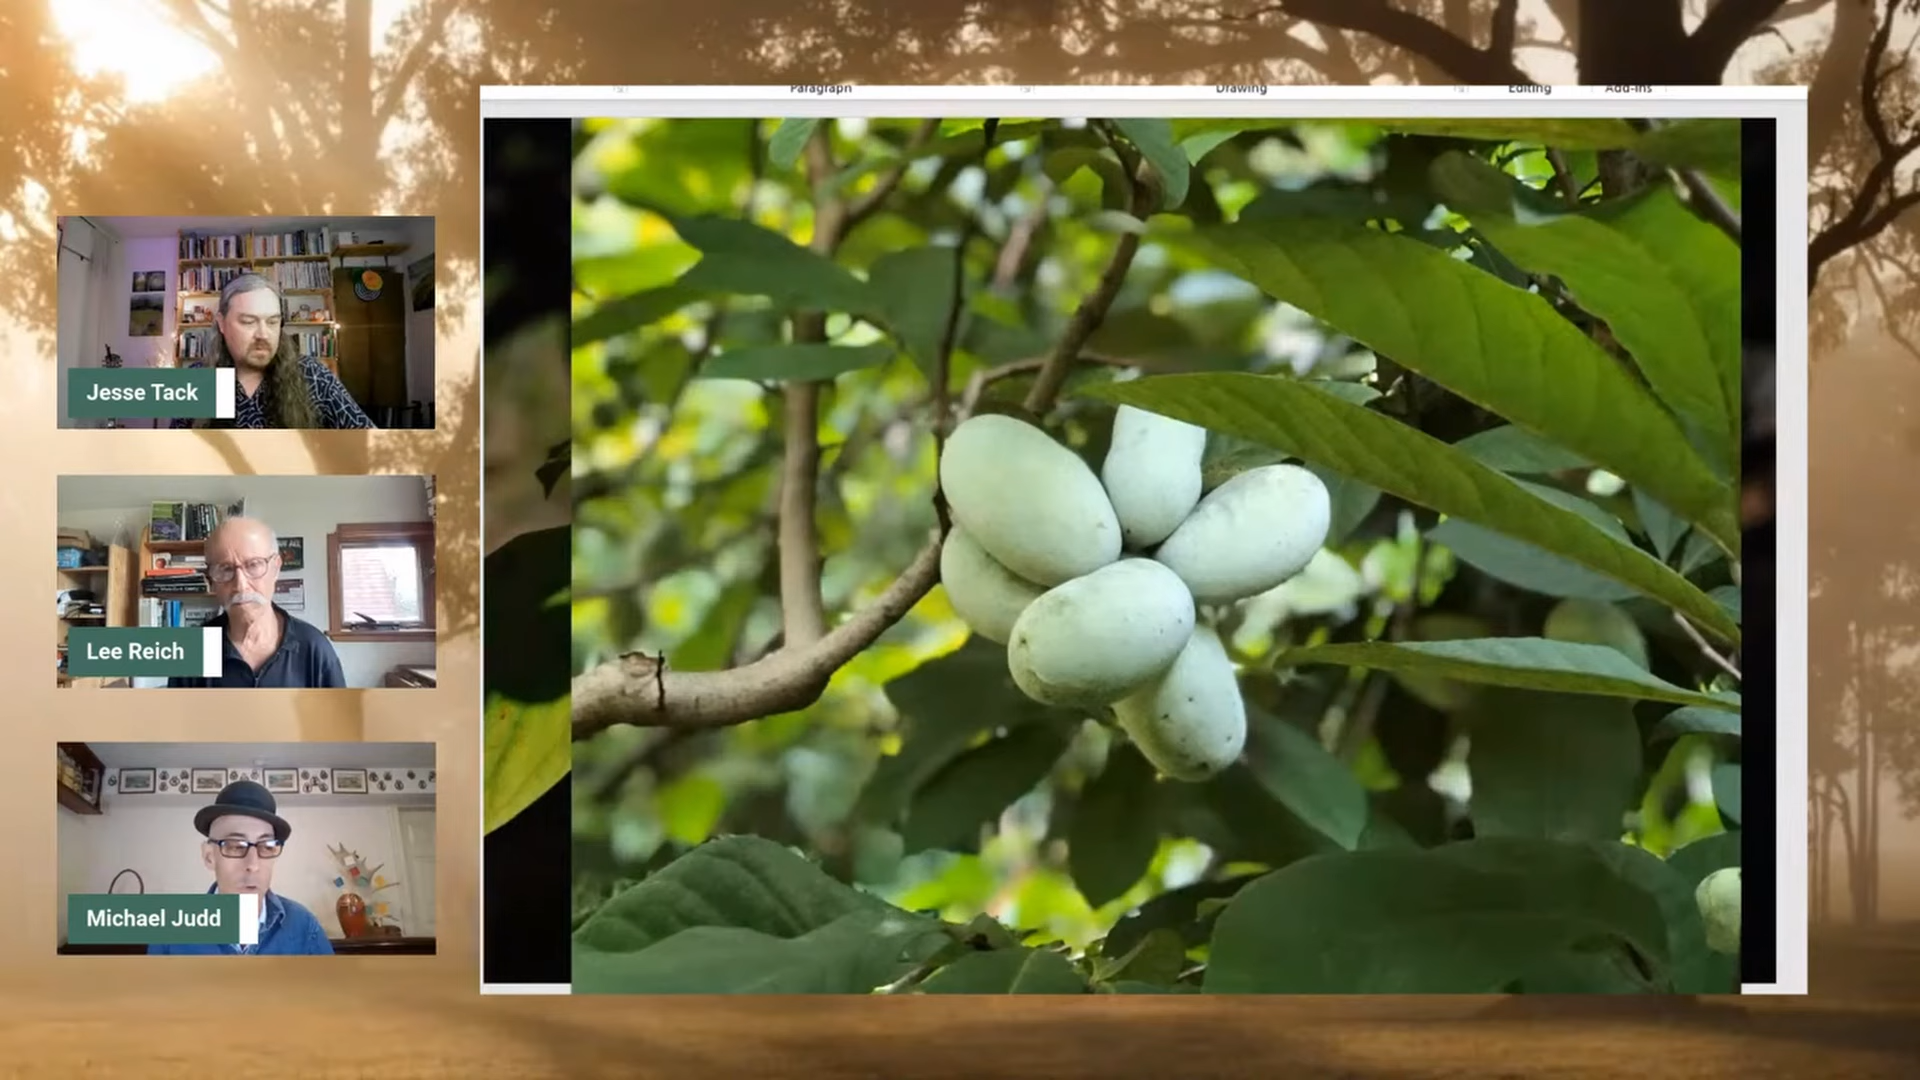 Paragraph
Drawing
Editing
Add-ins
Jesse Tack
Lee Reich
Michael Judd